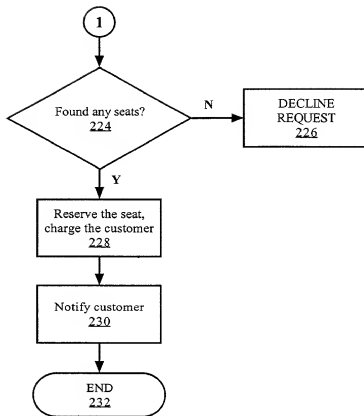 1
Found any seats?
224
N
DECLINE
REQUEST
226
Y
Reserve the seat,
charge the customer
228
Notify customer
230
END
232